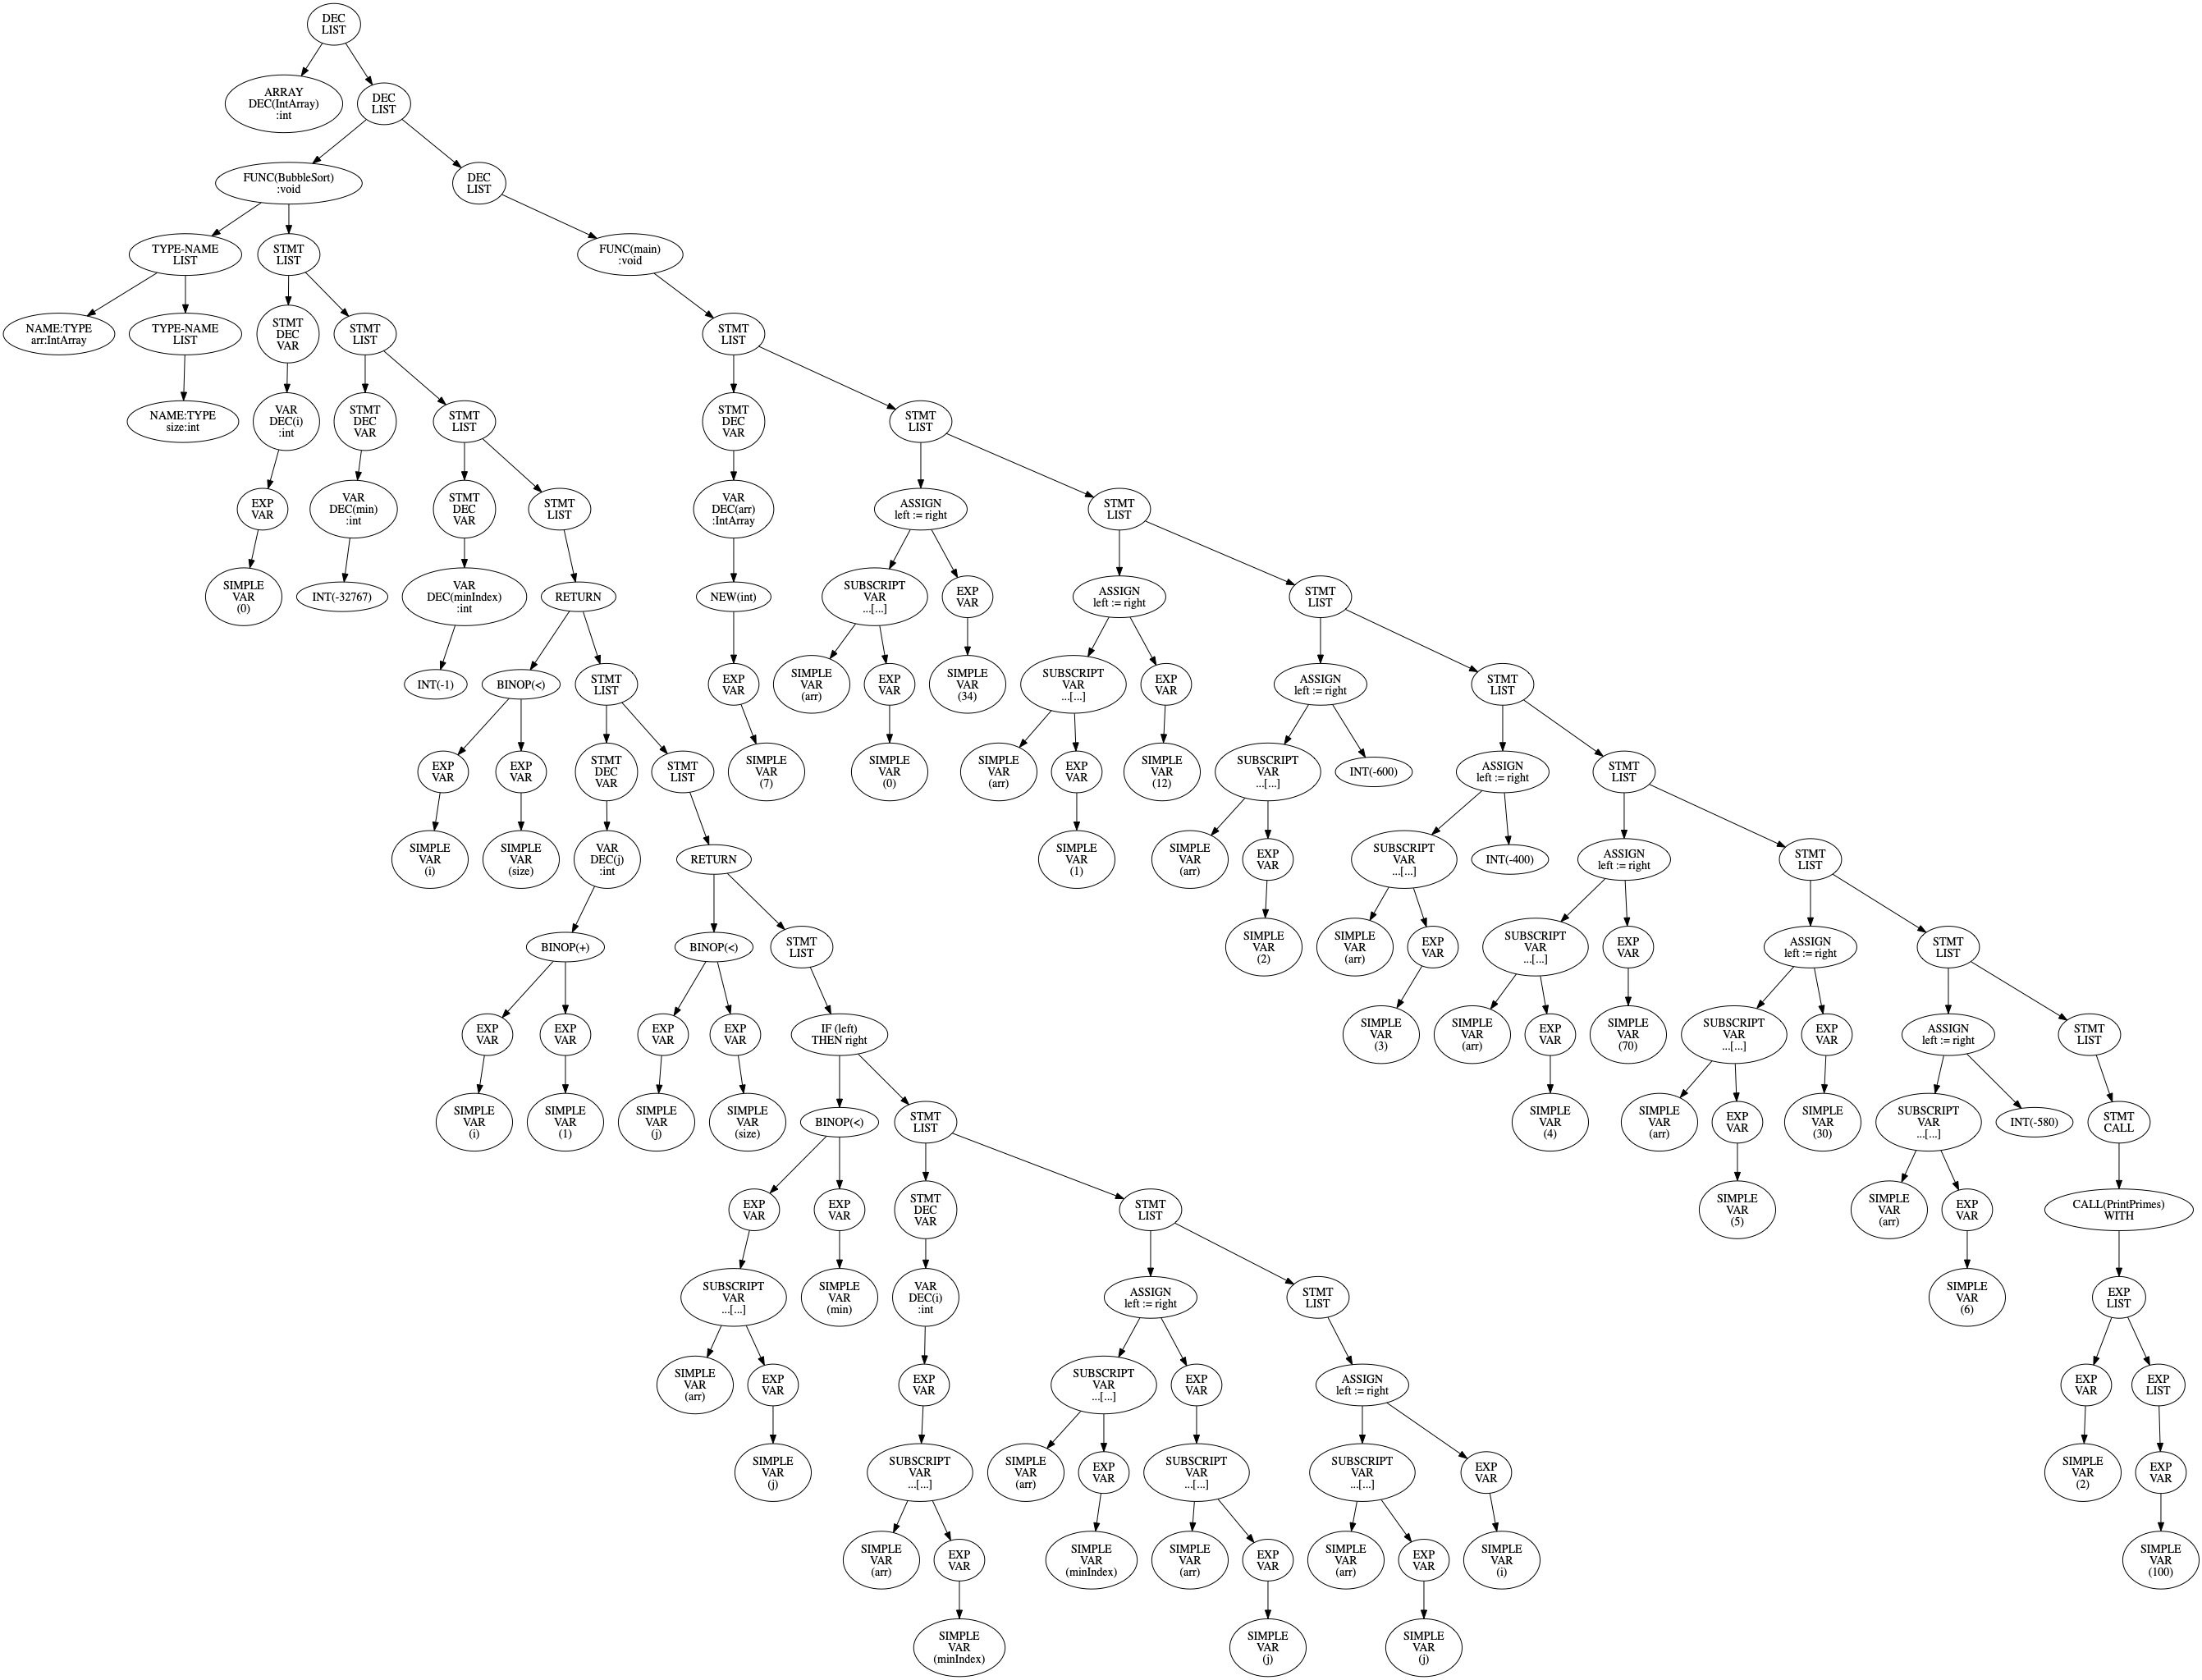 DEC
LIST
ARRAY
DEC(IntArray)
:int
DEC
LIST
FUNC(BubbleSort)
:void
DEC
LIST
TYPE-NAME
LIST
STMT
LIST
FUNC(main)
:void
NAME:TYPE
arr:IntArray
TYPE-NAME
LIST
STMT
DEC
VAR
STMT
LIST
STMT
LIST
NAME:TYPE
size:int
VAR
DEC(i)
:int
STMT
DEC
VAR
STMT
LIST
STMT
DEC
VAR
STMT
LIST
EXP
VAR
VAR
DEC(min)
:int
STMT
DEC
VAR
STMT
LIST
VAR
DEC(arr)
:IntArray
ASSIGN
left := right
STMT
LIST
SIMPLE
VAR
(0)
INT(-32767)
VAR
DEC(minIndex)
:int
RETURN
NEW(int)
SUBSCRIPT
VAR
...[...]
EXP
VAR
ASSIGN
left := right
STMT
LIST
INT(-1)
BINOP(<)
STMT
LIST
EXP
VAR
SIMPLE
VAR
(arr)
EXP
VAR
SIMPLE
VAR
(34)
SUBSCRIPT
VAR
...[...]
EXP
VAR
ASSIGN
left := right
STMT
LIST
EXP
VAR
EXP
VAR
STMT
DEC
VAR
STMT
LIST
SIMPLE
VAR
(7)
SIMPLE
VAR
(0)
SIMPLE
VAR
(arr)
EXP
VAR
SIMPLE
VAR
(12)
SUBSCRIPT
VAR
...[...]
INT(-600)
ASSIGN
left := right
STMT
LIST
SIMPLE
VAR
(i)
SIMPLE
VAR
(size)
VAR
DEC(j)
:int
RETURN
SIMPLE
VAR
(1)
SIMPLE
VAR
(arr)
EXP
VAR
SUBSCRIPT
VAR
...[...]
INT(-400)
ASSIGN
left := right
STMT
LIST
BINOP(+)
BINOP(<)
STMT
LIST
SIMPLE
VAR
(2)
SIMPLE
VAR
(arr)
EXP
VAR
SUBSCRIPT
VAR
...[...]
EXP
VAR
ASSIGN
left := right
STMT
LIST
EXP
VAR
EXP
VAR
EXP
VAR
EXP
VAR
IF (left)
THEN right
SIMPLE
VAR
(3)
SIMPLE
VAR
(arr)
EXP
VAR
SIMPLE
VAR
(70)
SUBSCRIPT
VAR
...[...]
EXP
VAR
ASSIGN
left := right
STMT
LIST
SIMPLE
VAR
(i)
SIMPLE
VAR
(1)
SIMPLE
VAR
(j)
SIMPLE
VAR
(size)
BINOP(<)
STMT
LIST
SIMPLE
VAR
(4)
SIMPLE
VAR
(arr)
EXP
VAR
SIMPLE
VAR
(30)
SUBSCRIPT
VAR
...[...]
INT(-580)
STMT
CALL
EXP
VAR
EXP
VAR
STMT
DEC
VAR
STMT
LIST
SIMPLE
VAR
(5)
SIMPLE
VAR
(arr)
EXP
VAR
CALL(PrintPrimes)
WITH
SUBSCRIPT
VAR
...[...]
SIMPLE
VAR
(min)
VAR
DEC(i)
:int
ASSIGN
left := right
STMT
LIST
SIMPLE
VAR
(6)
EXP
LIST
SIMPLE
VAR
(arr)
EXP
VAR
EXP
VAR
SUBSCRIPT
VAR
...[...]
EXP
VAR
ASSIGN
left := right
EXP
VAR
EXP
LIST
SIMPLE
VAR
(j)
SUBSCRIPT
VAR
...[...]
SIMPLE
VAR
(arr)
EXP
VAR
SUBSCRIPT
VAR
...[...]
SUBSCRIPT
VAR
...[...]
EXP
VAR
SIMPLE
VAR
(2)
EXP
VAR
SIMPLE
VAR
(arr)
EXP
VAR
SIMPLE
VAR
(minIndex)
SIMPLE
VAR
(arr)
EXP
VAR
SIMPLE
VAR
(arr)
EXP
VAR
SIMPLE
VAR
(i)
SIMPLE
VAR
(100)
SIMPLE
VAR
(minIndex)
SIMPLE
VAR
(j)
SIMPLE
VAR
(j)